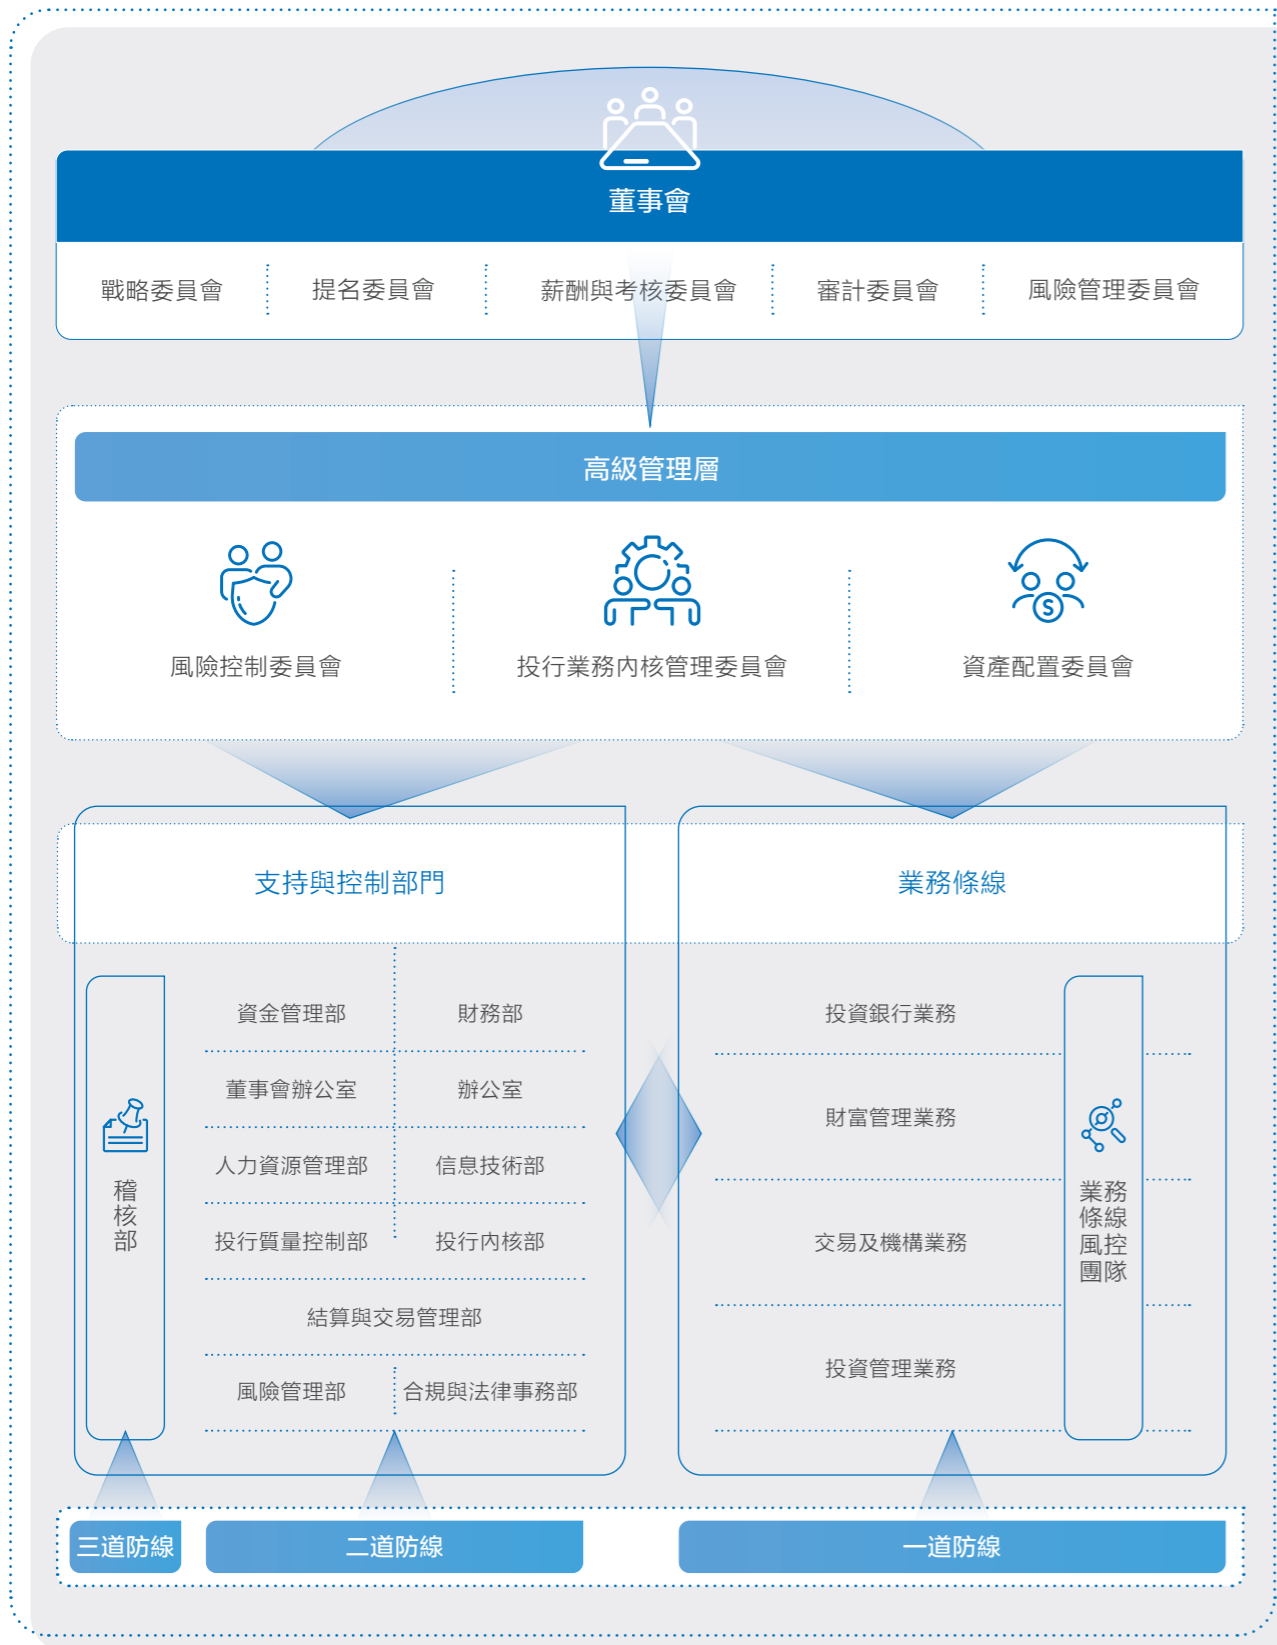 董事會
戰略委員會
提名委員會
薪酬與考核委員會
審計委員會
風險管理委員會
高級管理層
風險控制委員會
投行業務內核管理委員會
資產配置委員會
支持與控制部門
業務條線
稽核部
資金管理部
財務部
董事會辦公室
辦公室
人力資源管理部
信息技術部
投行質量控制部
投行內核部
結算與交易管理部
風險管理部
合規與法律事務部
投資銀行業務
財富管理業務
交易及機構業務
投資管理業務
業務
條線
風控
團隊
三道防線
二道防線
一道防線